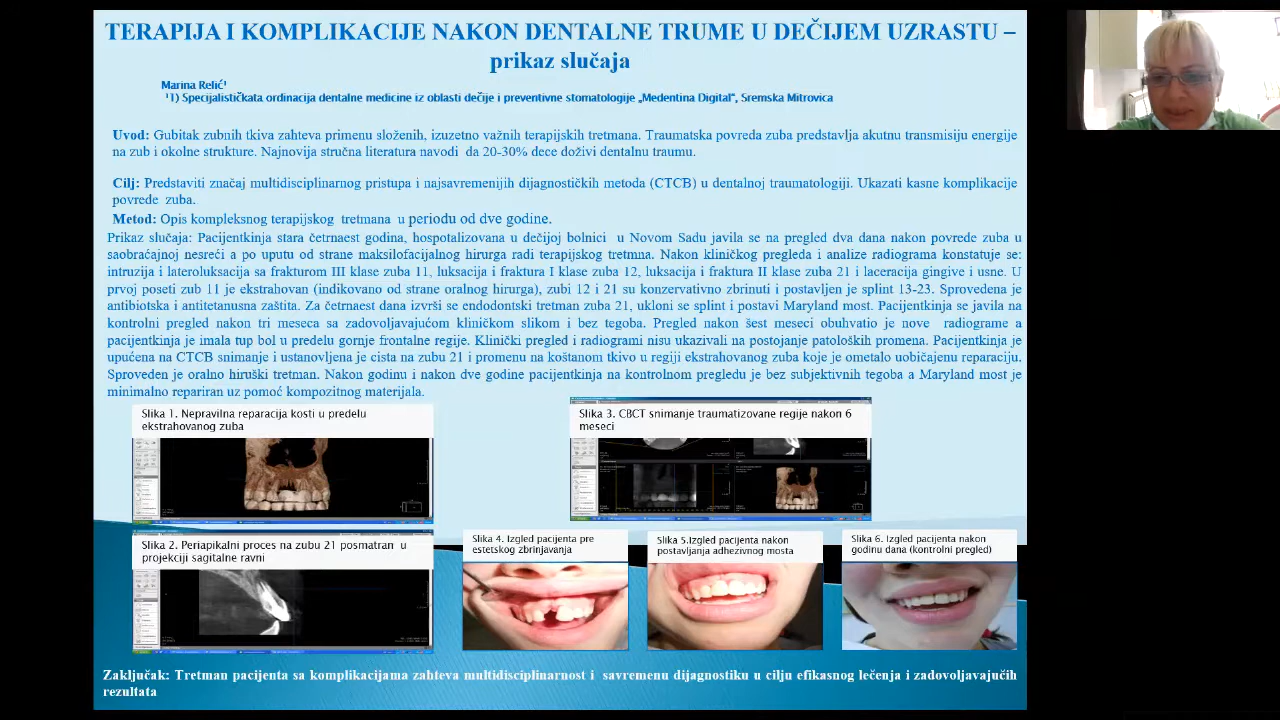 TERAPIJA I KOMPLIKACIJE NAKON DENTALNE TRUME U DEČIJEM UZRASTU –
prikaz slučaja
Marina Relić¹
¹1) Specijalističkata ordinacija dentalne medicine iz oblasti dečije i preventivne stomatologije „Medentina Digital“, Sremska Mitrovica
Uvod: Gubitak zubnih tkiva zahteva primenu složenih, izuzetno važnih terapijskih tretmana. Traumatska povreda zuba predstavlja akutnu transmisiju energije
na zub i okolne strukture. Najnovija stručna literatura navodi da 20-30% dece doživi dentalnu traumu.
Cilj: Predstaviti značaj multidisciplinarnog pristupa i najsavremenijih dijagnostičkih metoda (CTCB) u dentalnoj traumatologiji. Ukazati kasne komplikacije
povrede zuba.
Metod: Opis kompleksnog terapijskog tretmana u periodu od dve godine.
Prikaz slučaja: Pacijentkinja stara četrnaest godina, hospotalizovana u dečijoj bolnici u Novom Sadu javila se na pregled dva dana nakon povrede zuba u
saobraćajnoj nesreći a po uputu od strane maksilofacijalnog hirurga radi terapijskog tretmna. Nakon kliničkog pregleda i analize radiograma konstatuje se:
intruzija i lateroluksacija sa frakturom III klase zuba 11, luksacija i fraktura I klase zuba 12, luksacija i fraktura II klase zuba 21 i laceracija gingive i usne. U
prvoj poseti zub 11 je ekstrahovan (indikovano od strane oralnog hirurga), zubi 12 i 21 su konzervativno zbrinuti i postavljen je splint 13-23. Sprovedena je
antibiotska i antitetanusna zaštita. Za četrnaest dana izvrši se endodontski tretman zuba 21, ukloni se splint i postavi Maryland most. Pacijentkinja se javila na
kontrolni pregled nakon tri meseca sa zadovoljavajućom kliničkom slikom i bez tegoba. Pregled nakon šest meseci obuhvatio je nove radiograme a
pacijentkinja je imala tup bol u predelu gornje frontalne regije. Klinički pregled i radiogrami nisu ukazivali na postojanje patoloških promena. Pacijentkinja je
upućena na CTCB snimanje i ustanovljena je cista na zubu 21 i promenu na koštanom tkivo u regiji ekstrahovanog zuba koje je ometalo uobičajenu reparaciju.
Sproveden je oralno hiruški tretman. Nakon godinu i nakon dve godine pacijentkinja na kontrolnom pregledu je bez subjektivnih tegoba a Maryland most je
minimalno repariran uz pomoć kompozitnog materijala.
Slika 1. Nepravilna reparacija kosti u predelu
ekstrahovanog zuba
Slika 3. CBCT snimanje traumatizovane regije nakon 6
meseci
Slika 2. Periapikalni proces na zubu 21 posmatran u
projekciji sagitalne ravni
Slika 4. Izgled pacijenta pre
estetskog zbrinjavanja
Slika 5.Izgled pacijenta nakon
postavljanja adhezivnog mosta
Slika 6. Izgled pacijenta nakon
godinu dana (kontrolni pregled)
Zaključak: Tretman pacijenta sa komplikacijama zahteva multidisciplinarnost i savremenu dijagnostiku u cilju efikasnog lečenja i zadovoljavajučih
rezultata